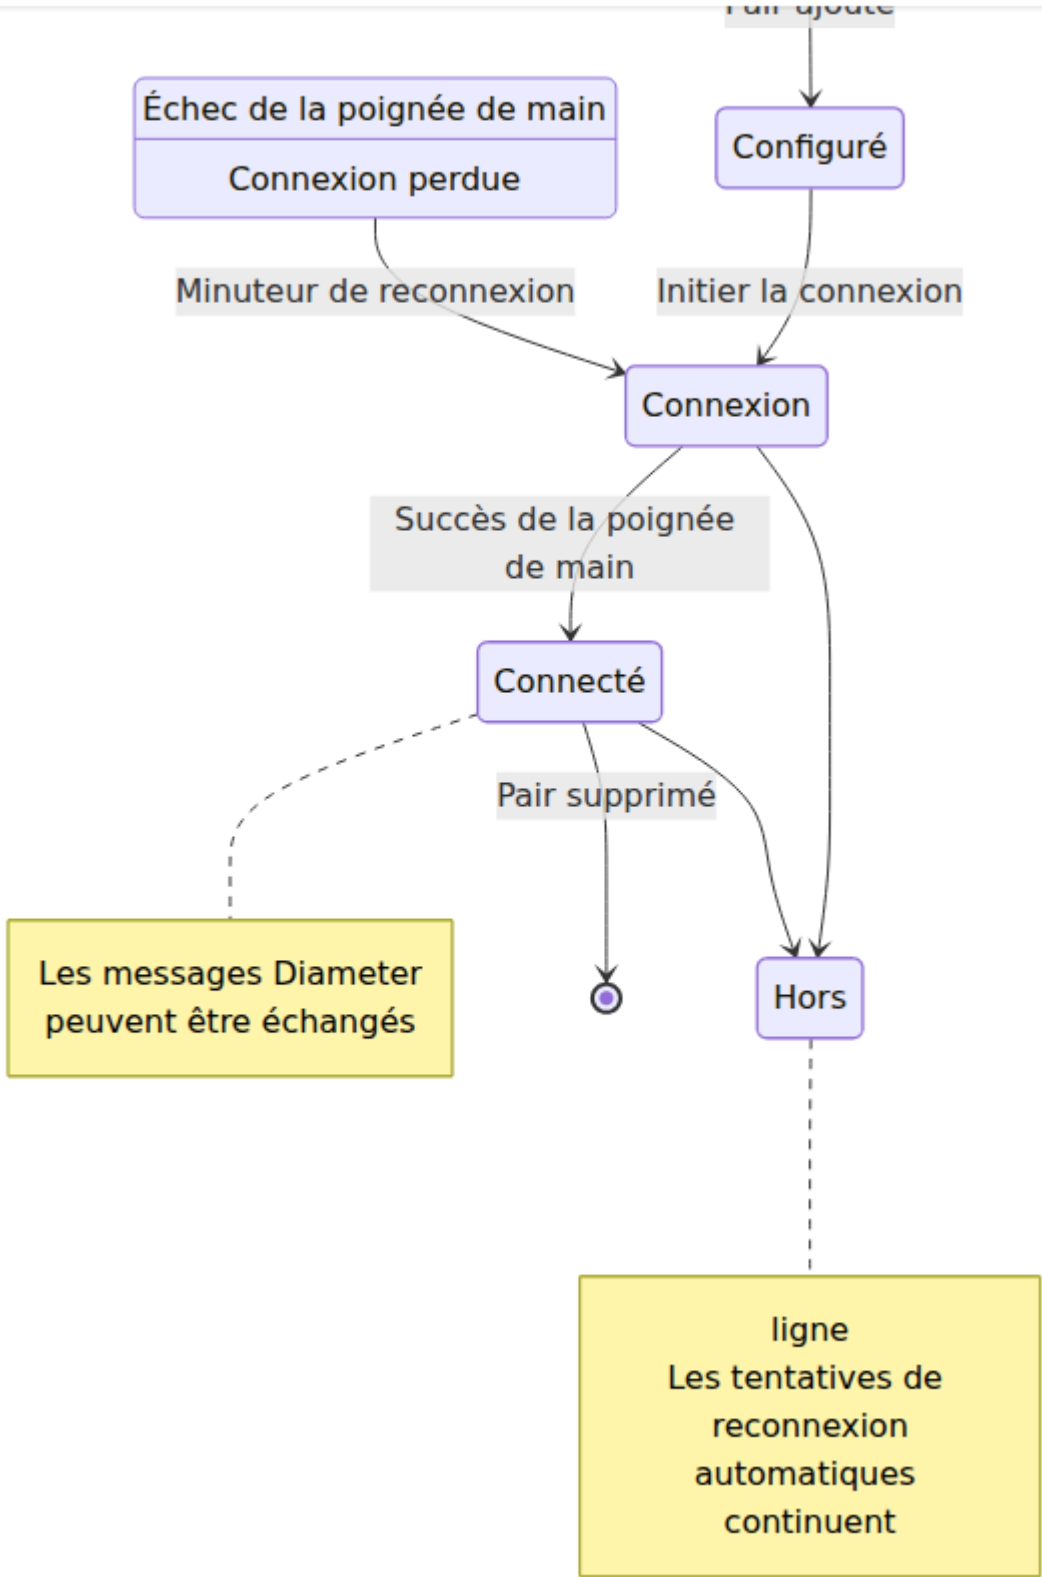 Pair ajouté
Échec de la poignée de main
Configuré
Connexion perdue
Minuteur de reconnexion
Initier la connexion
Connexion
Succès de la poignée
de main
Connecté
Pair supprimé
Les messages Diameter
peuvent être échangés
Hors
ligne
Les tentatives de
reconnexion
automatiques
continuent